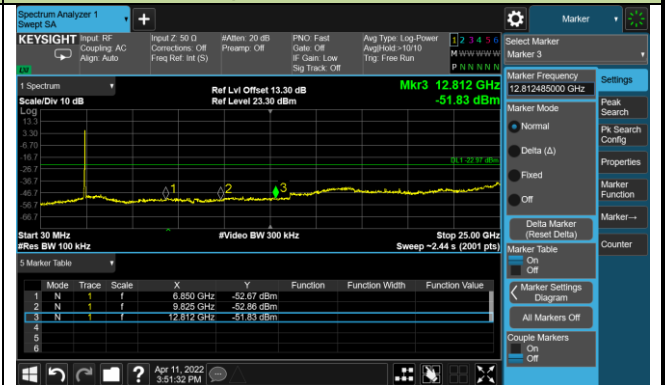 Spectrum Analyzer 1
Swept SA
+
Marker
KEYSIGHT Input: RF Input Z: 50 Ω #Atten: 20 dB PNO: Fast Avg Type: Log-Power 1 2 3 4 5 6
Coupling: AC Corrections: Off Preamp: Off Gate: Off Avg|Hold:>10/10 M W W W W W
Align: Auto Freq Ref: Int (S) IF Gain: Low Trig: Free Run
Sig Track: Off P N N N N N
LXI
Select Marker
Marker 3
1 Spectrum
Ref Lvl Offset 13.30 dB Mkr3 12.812 GHz
Scale/Div 10 dB Ref Level 23.30 dBm -51.83 dBm
Log
13.3
3.30
-6.70
-16.7
DL1 -22.97 dBm
-26.7
-36.7
-46.7
1 2 3
-56.7
-66.7
Start 30 MHz #Video BW 300 kHz Stop 25.00 GHz
#Res BW 100 kHz Sweep ~2.44 s (2001 pts)
5 Marker Table
Mode Trace Scale X Y Function Function Width Function Value
1 N 1 f 6.850 GHz -52.67 dBm
2 N 1 f 9.825 GHz -52.86 dBm
3 N 1 f 12.812 GHz -51.83 dBm
4
5
6
Marker Frequency
12.812485000 GHz
Marker Mode
Normal
Delta (Δ)
Fixed
Off
Delta Marker
(Reset Delta)
Marker Table
On
Off
Marker Settings
Diagram
All Markers Off
Couple Markers
On
Off
Settings
Peak
Search
Pk Search
Config
Properties
Marker
Function
Marker→
Counter
? Apr 11, 2022
3:51:32 PM